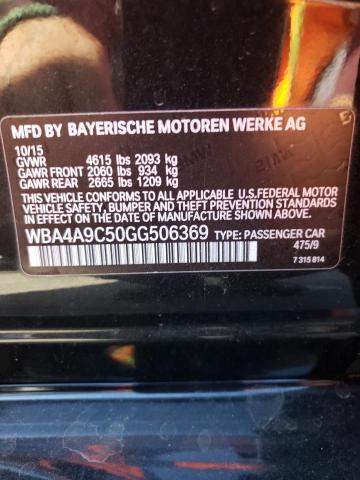 MFD BY BAYERISCHE MOTOREN WERKE AG
10/15
GVWR 4615 lbs 2093 kg
GAWR FRONT 2060 lbs 934 kg
GAWR REAR 2665 lbs 1209 kg
THIS VEHICLE CONFORMS TO ALL APPLICABLE U.S.FEDERAL MOTOR
VEHICLE SAFETY, BUMPER AND THEFT PREVENTION STANDARDS
IN EFFECT ON THE DATE OF MANUFACTURE SHOWN ABOVE.
WBA4A9C50GG506369 TYPE: PASSENGER CAR
475/9
7 315 814